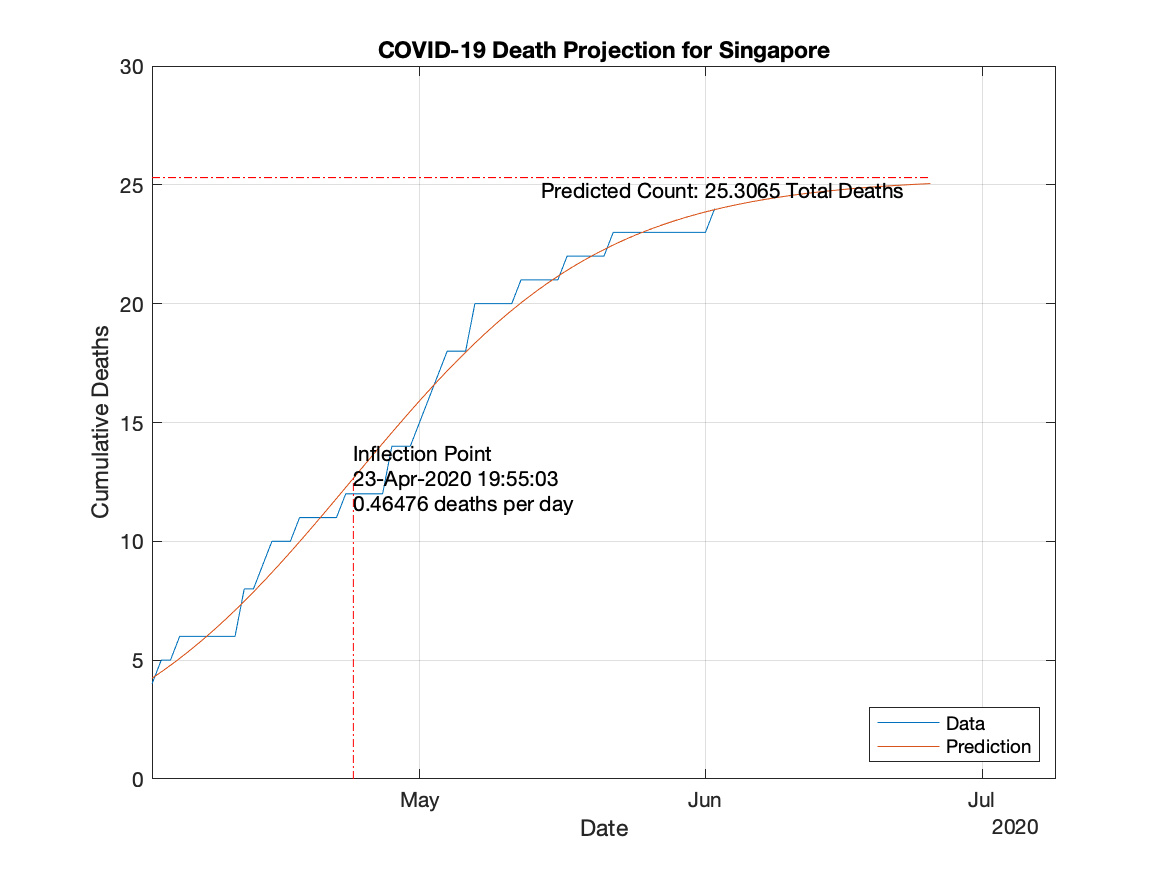 COVID-19 Death Projection for Singapore
30
25
20
15
10
5
0
Cumulative Deaths
Predicted Count: 25.3065 Total Deaths
Inflection Point
23-Apr-2020 19:55:03
0.46476 deaths per day
Data
Prediction
May
Jun
Jul
Date
2020